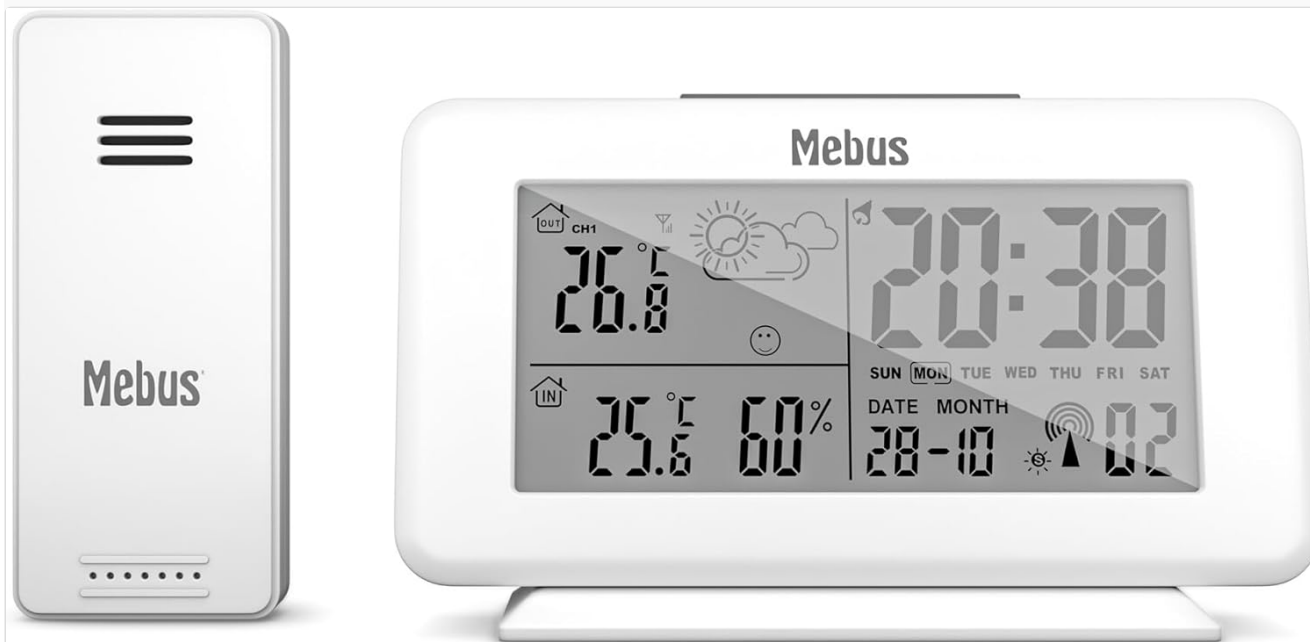 Mebus
Mebus
OUT
CH1
26.8 °C
IN
25.6 °C 60%
20:38
SUN MON TUE WED THU FRI SAT
DATE MONTH
28-10
S
02